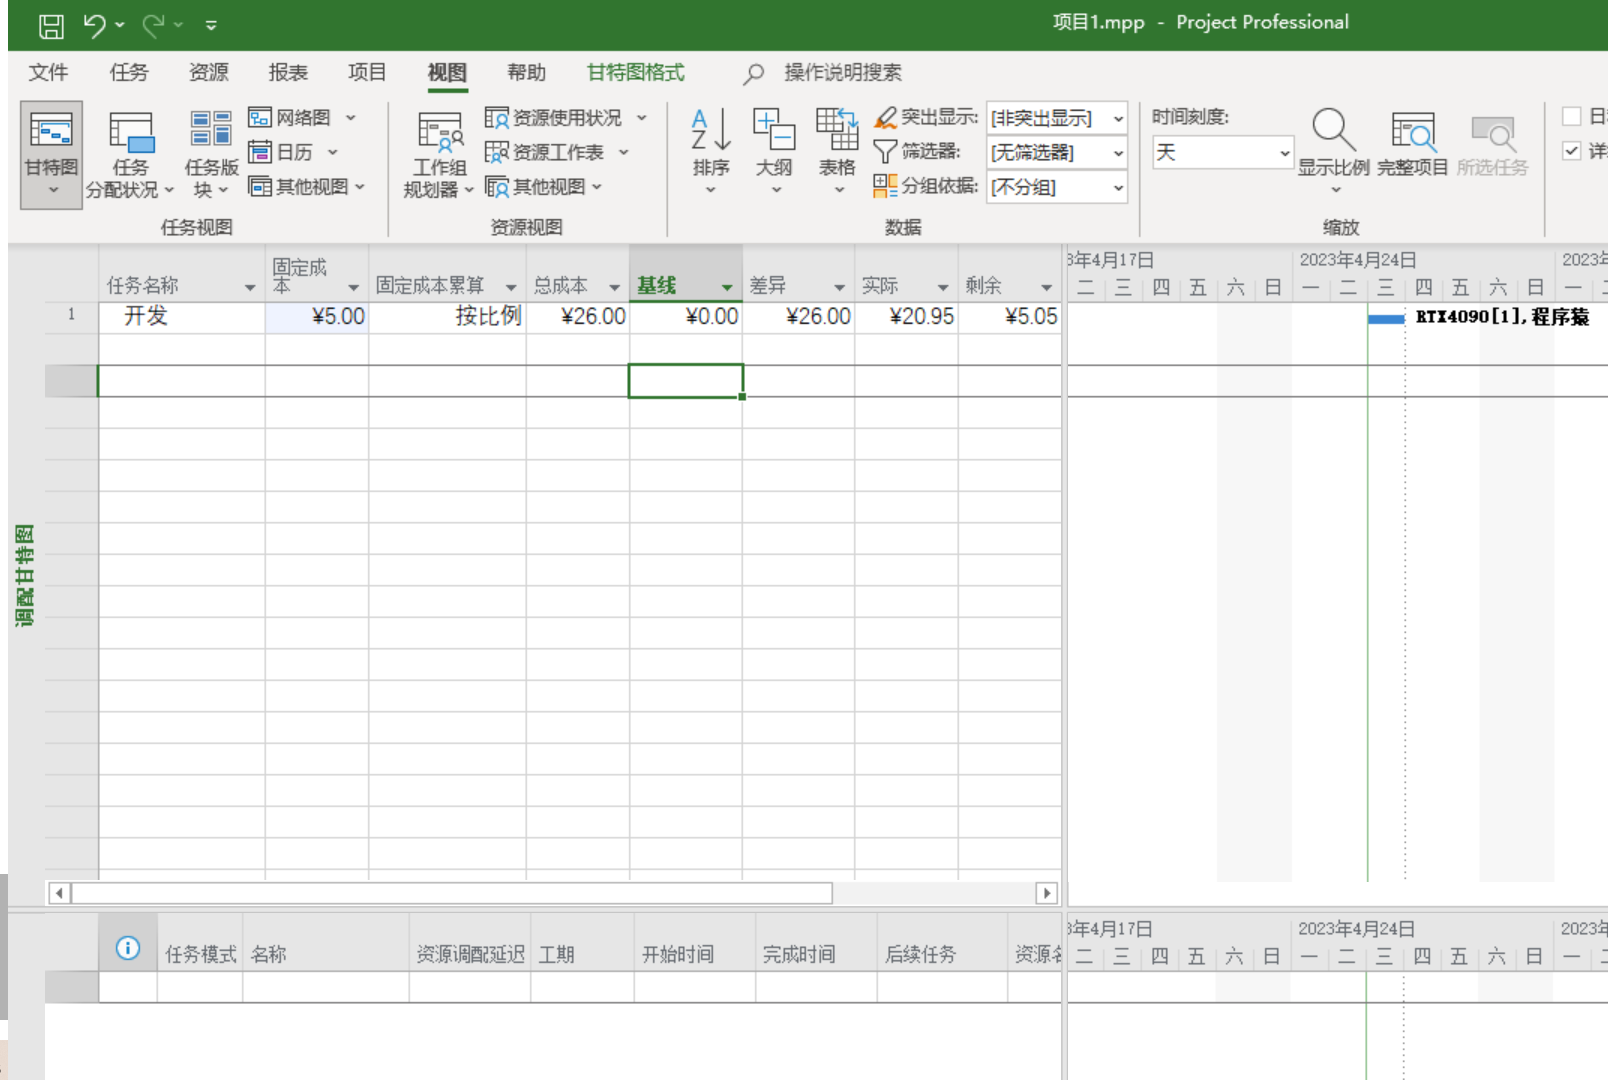 项目1.mpp - Project Professional
文件 任务 资源 报表 项目 视图 帮助 甘特图格式 操作说明搜索
甘特图
任务
分配状况
任务版
块
网络图
日历
其他视图
任务视图
工作组
规划器
资源使用状况
资源工作表
其他视图
资源视图
排序
大纲
表格
突出显示: [非突出显示]
筛选器: [无筛选器]
分组依据: [不分组]
数据
时间刻度:
天
显示比例
完整项目
所选任务
缩放
日
详
任务名称 固定成本 固定成本累算 总成本 基线 差异 实际 剩余
1 开发 ¥5.00 按比例 ¥26.00 ¥0.00 ¥26.00 ¥20.95 ¥5.05
年4月17日 2023年4月24日 2023年
二 三 四 五 六 日 一 二 三 四 五 六 日 一
RTX4090[1],程序猿
调配甘特图
任务模式 名称 资源调配延迟 工期 开始时间 完成时间 后续任务 资源名
年4月17日 2023年4月24日 2023年
二 三 四 五 六 日 一 二 三 四 五 六 日 一